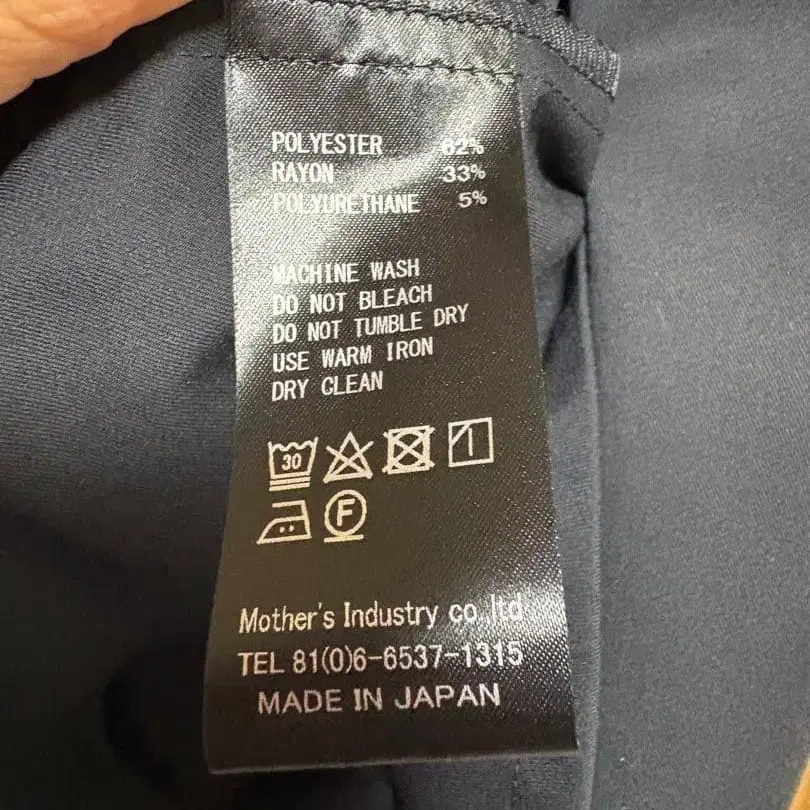 POLYESTER 62%
RAYON 33%
POLYURETHANE 5%
MACHINE WASH
DO NOT BLEACH
DO NOT TUMBLE DRY
USE WARM IRON
DRY CLEAN
30
F
Mother's Industry co.,ltd
TEL 81(0)6-6537-1315
MADE IN JAPAN